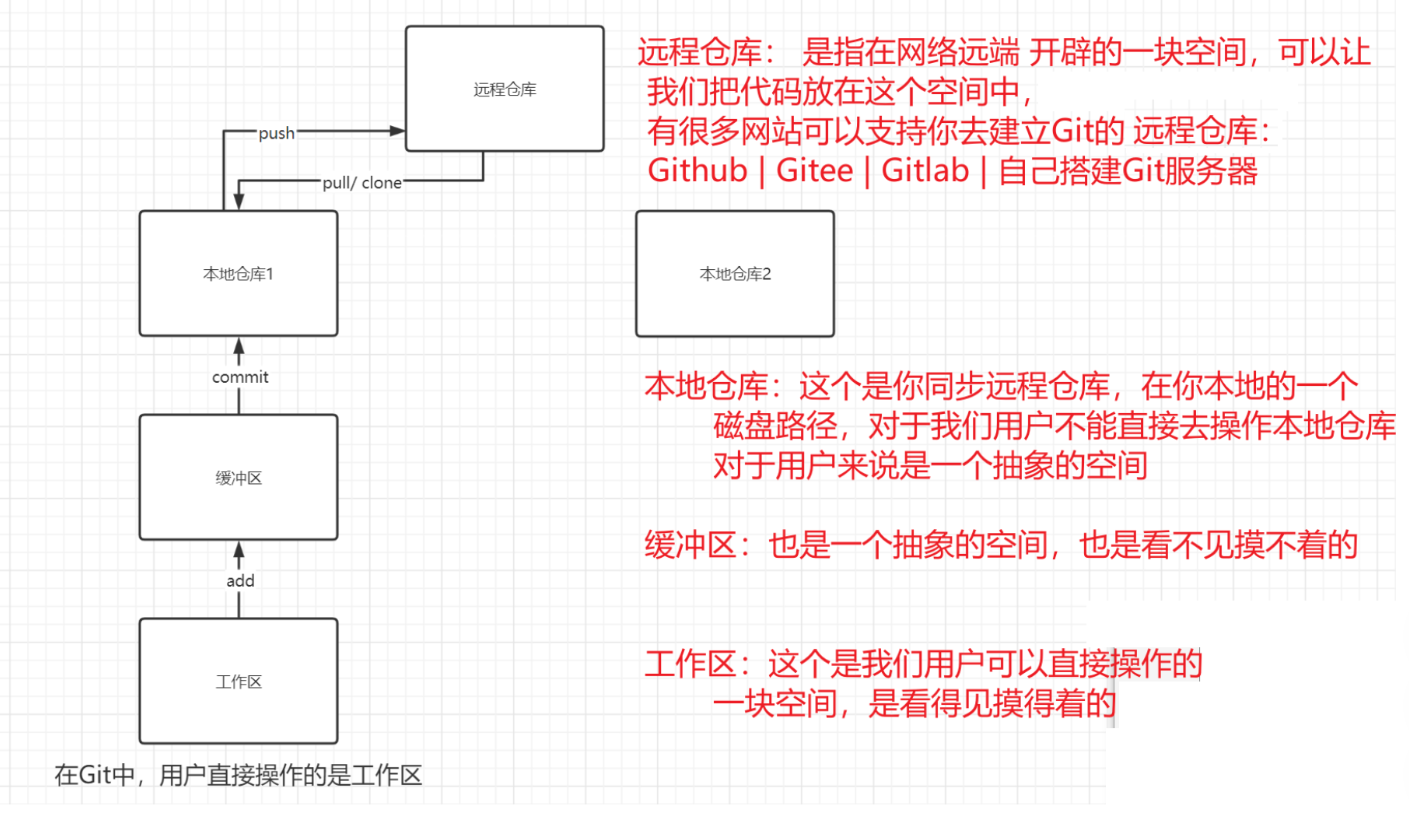 远程仓库
远程仓库： 是指在网络远端 开辟的一块空间，可以让
我们把代码放在这个空间中，
有很多网站可以支持你去建立Git的 远程仓库：
Github | Gitee | Gitlab | 自己搭建Git服务器
push
pull/ clone
本地仓库1
本地仓库2
commit
本地仓库：这个是你同步远程仓库，在你本地的一个
磁盘路径，对于我们用户不能直接去操作本地仓库
对于用户来说是一个抽象的空间
缓冲区
缓冲区：也是一个抽象的空间，也是看不见摸不着的
add
工作区
工作区：这个是我们用户可以直接操作的
一块空间，是看得见摸得着的
在Git中，用户直接操作的是工作区